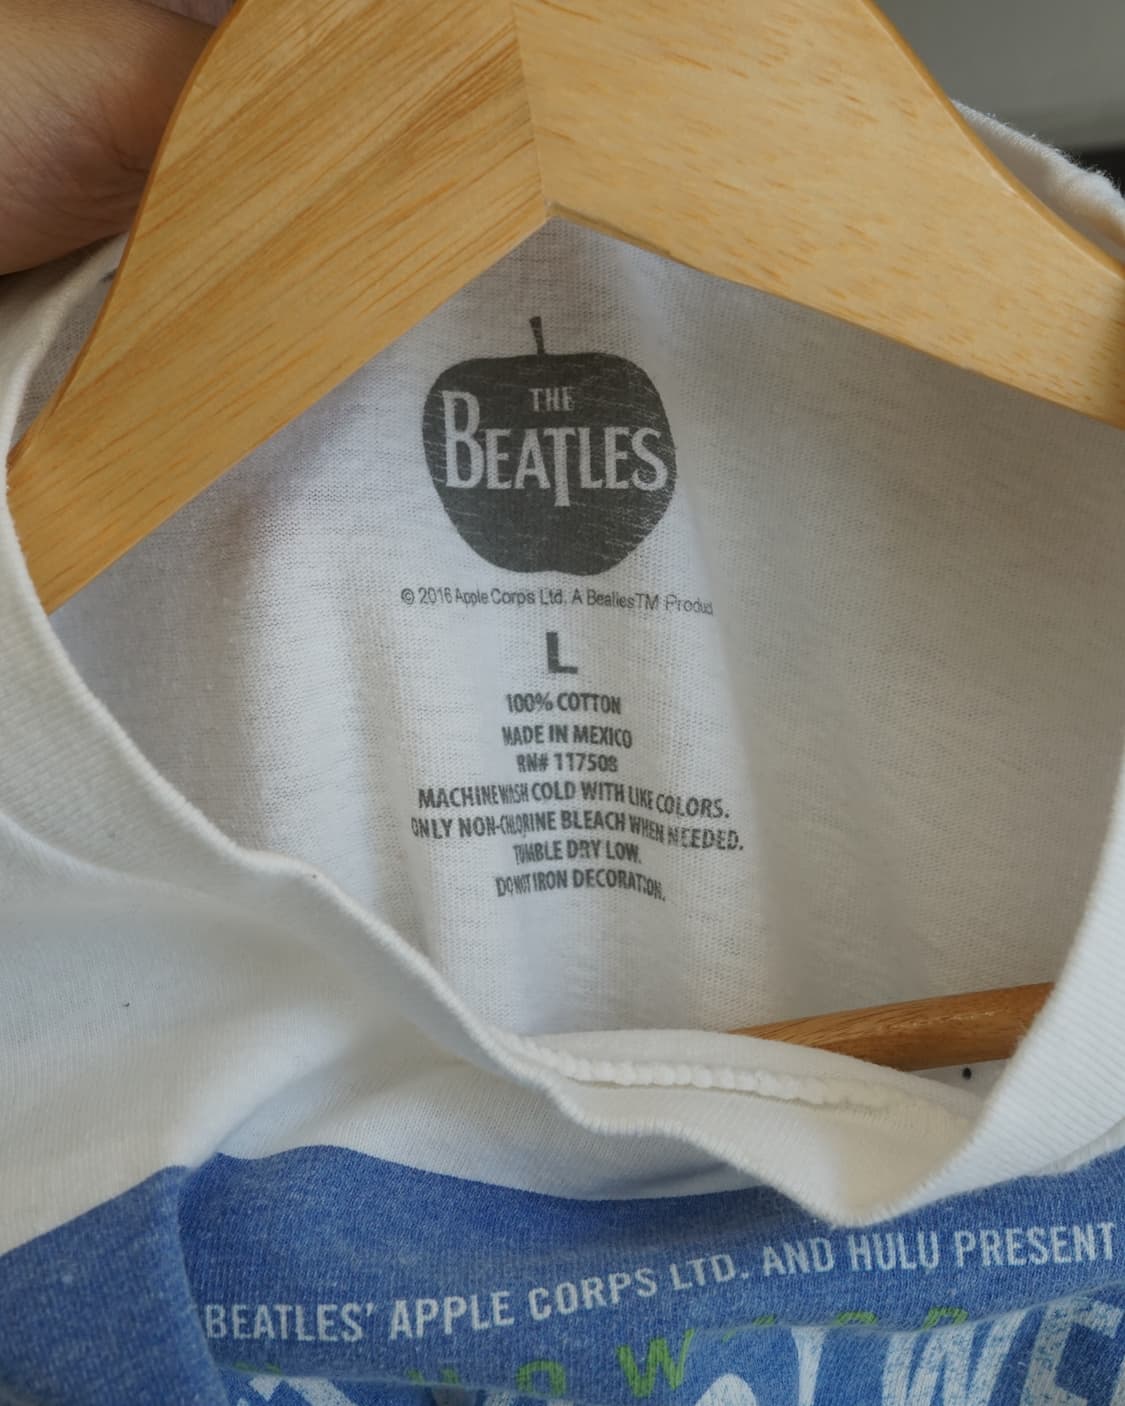 THE
BEATLES
© 2016 Apple Corps Ltd. A Beatles™ Produc
L
100% COTTON
MADE IN MEXICO
RN# 117508
MACHINE WASH COLD WITH LIKE COLORS.
ONLY NON-CHLORINE BLEACH WHEN NEEDED.
TUMBLE DRY LOW.
DO NOT IRON DECORATION.
BEATLES' APPLE CORPS LTD. AND HULU PRESENT